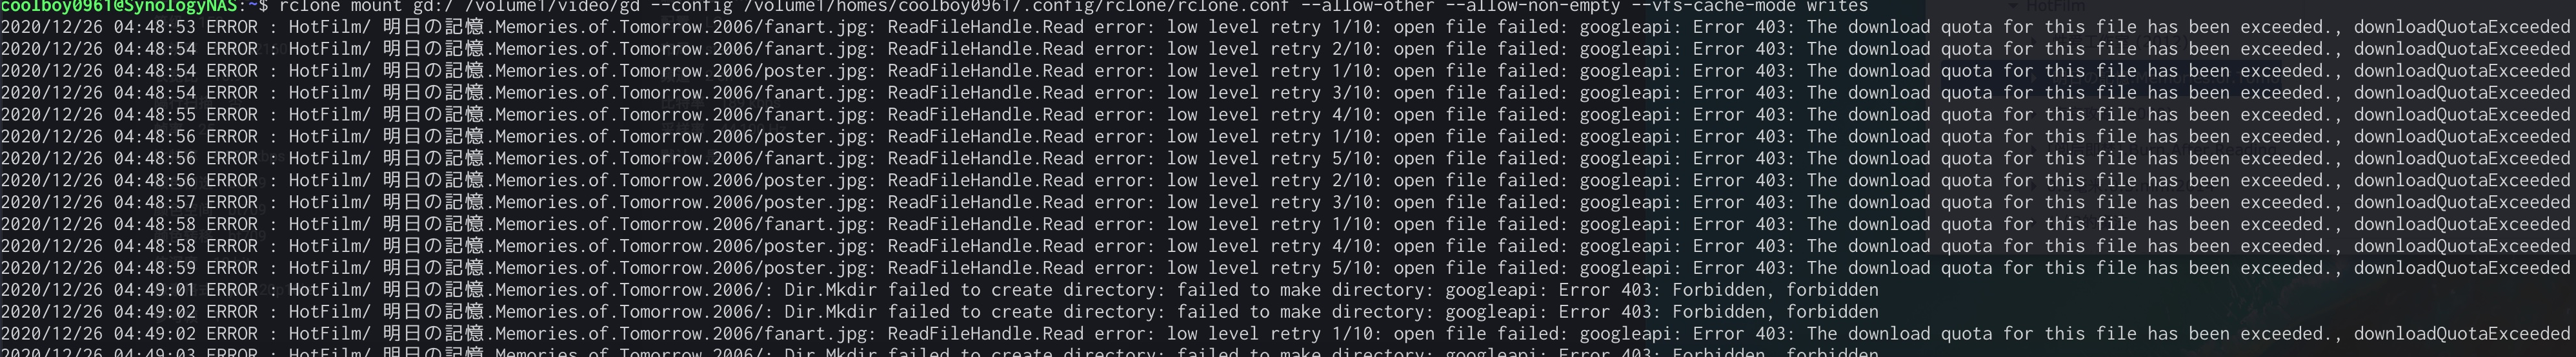 coolboy0961@SynologyNAS:~$ rclone mount gd:/ /volume1/video/gd --config /volume1/homes/coolboy0961/.config/rclone/rclone.conf --allow-other --allow-non-empty --vfs-cache-mode writes
2020/12/26 04:48:53 ERROR : HotFilm/ 明日の記憶.Memories.of.Tomorrow.2006/fanart.jpg: ReadFileHandle.Read error: low level retry 1/10: open file failed: googleapi: Error 403: The download quota for this file has been exceeded., downloadQuotaExceeded
2020/12/26 04:48:54 ERROR : HotFilm/ 明日の記憶.Memories.of.Tomorrow.2006/fanart.jpg: ReadFileHandle.Read error: low level retry 2/10: open file failed: googleapi: Error 403: The download quota for this file has been exceeded., downloadQuotaExceeded
2020/12/26 04:48:54 ERROR : HotFilm/ 明日の記憶.Memories.of.Tomorrow.2006/poster.jpg: ReadFileHandle.Read error: low level retry 1/10: open file failed: googleapi: Error 403: The download quota for this file has been exceeded., downloadQuotaExceeded
2020/12/26 04:48:54 ERROR : HotFilm/ 明日の記憶.Memories.of.Tomorrow.2006/fanart.jpg: ReadFileHandle.Read error: low level retry 3/10: open file failed: googleapi: Error 403: The download quota for this file has been exceeded., downloadQuotaExceeded
2020/12/26 04:48:55 ERROR : HotFilm/ 明日の記憶.Memories.of.Tomorrow.2006/fanart.jpg: ReadFileHandle.Read error: low level retry 4/10: open file failed: googleapi: Error 403: The download quota for this file has been exceeded., downloadQuotaExceeded
2020/12/26 04:48:56 ERROR : HotFilm/ 明日の記憶.Memories.of.Tomorrow.2006/poster.jpg: ReadFileHandle.Read error: low level retry 1/10: open file failed: googleapi: Error 403: The download quota for this file has been exceeded., downloadQuotaExceeded
2020/12/26 04:48:56 ERROR : HotFilm/ 明日の記憶.Memories.of.Tomorrow.2006/fanart.jpg: ReadFileHandle.Read error: low level retry 5/10: open file failed: googleapi: Error 403: The download quota for this file has been exceeded., downloadQuotaExceeded
2020/12/26 04:48:56 ERROR : HotFilm/ 明日の記憶.Memories.of.Tomorrow.2006/poster.jpg: ReadFileHandle.Read error: low level retry 2/10: open file failed: googleapi: Error 403: The download quota for this file has been exceeded., downloadQuotaExceeded
2020/12/26 04:48:57 ERROR : HotFilm/ 明日の記憶.Memories.of.Tomorrow.2006/poster.jpg: ReadFileHandle.Read error: low level retry 3/10: open file failed: googleapi: Error 403: The download quota for this file has been exceeded., downloadQuotaExceeded
2020/12/26 04:48:58 ERROR : HotFilm/ 明日の記憶.Memories.of.Tomorrow.2006/fanart.jpg: ReadFileHandle.Read error: low level retry 1/10: open file failed: googleapi: Error 403: The download quota for this file has been exceeded., downloadQuotaExceeded
2020/12/26 04:48:58 ERROR : HotFilm/ 明日の記憶.Memories.of.Tomorrow.2006/poster.jpg: ReadFileHandle.Read error: low level retry 4/10: open file failed: googleapi: Error 403: The download quota for this file has been exceeded., downloadQuotaExceeded
2020/12/26 04:48:59 ERROR : HotFilm/ 明日の記憶.Memories.of.Tomorrow.2006/poster.jpg: ReadFileHandle.Read error: low level retry 5/10: open file failed: googleapi: Error 403: The download quota for this file has been exceeded., downloadQuotaExceeded
2020/12/26 04:49:01 ERROR : HotFilm/ 明日の記憶.Memories.of.Tomorrow.2006/: Dir.Mkdir failed to create directory: failed to make directory: googleapi: Error 403: Forbidden, forbidden
2020/12/26 04:49:02 ERROR : HotFilm/ 明日の記憶.Memories.of.Tomorrow.2006/: Dir.Mkdir failed to create directory: failed to make directory: googleapi: Error 403: Forbidden, forbidden
2020/12/26 04:49:02 ERROR : HotFilm/ 明日の記憶.Memories.of.Tomorrow.2006/fanart.jpg: ReadFileHandle.Read error: low level retry 1/10: open file failed: googleapi: Error 403: The download quota for this file has been exceeded., downloadQuotaExceeded
2020/12/26 04:49:03 ERROR : HotFilm/ 明日の記憶.Memories.of.Tomorrow.2006/: Dir.Mkdir failed to create directory: failed to make directory: googleapi: Error 403: Forbidden, forbidden